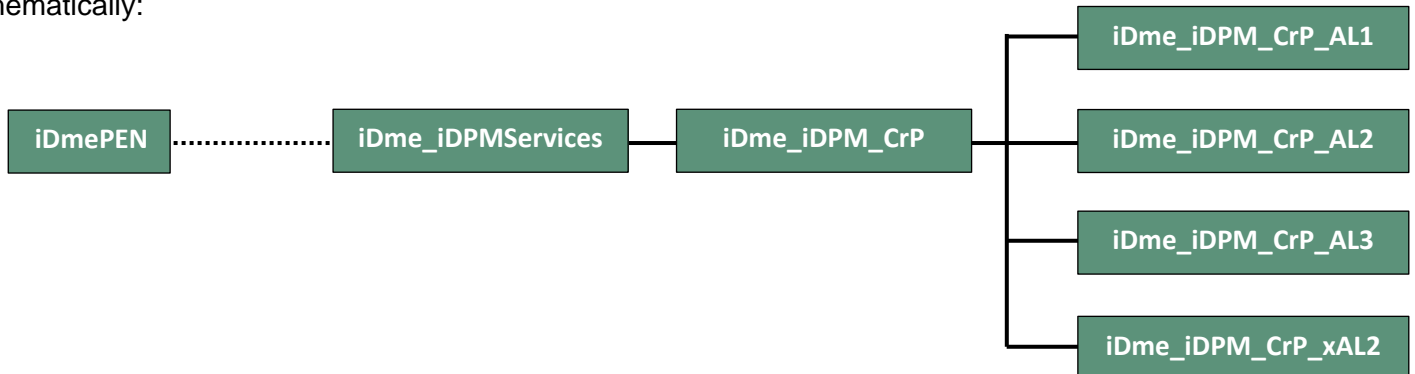 hematically:
iDme_iDPM_CrP_AL1
iDmePEN
iDme_iDPMServices
iDme_iDPM_CrP
iDme_iDPM_CrP_AL2
iDme_iDPM_CrP_AL3
iDme_iDPM_CrP_xAL2